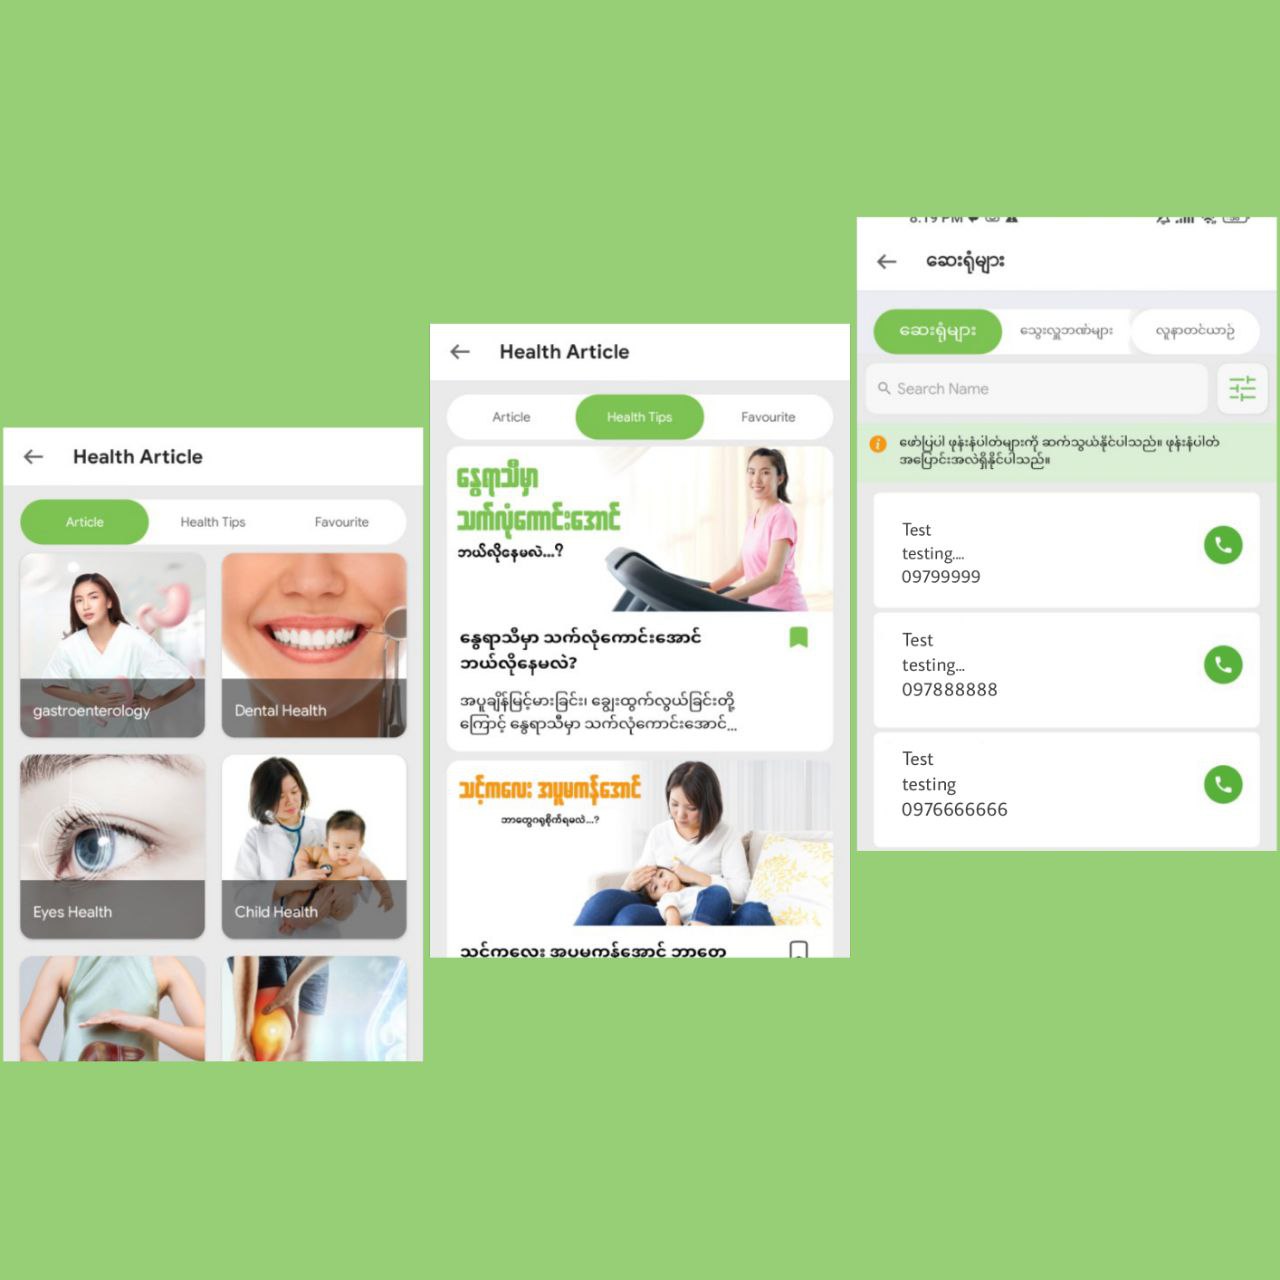 Health Article
Article
Health Tips
Favourite
gastroenterology
Dental Health
Eyes Health
Child Health
Health Article
Article
Health Tips
Favourite
နွေရာသီမှာ
သက်လုံကောင်းအောင်
ဘယ်လိုနေမလဲ...?
နွေရာသီမှာ သက်လုံကောင်းအောင်
ဘယ်လိုနေမလဲ?
အပူချိန်မြင့်မားခြင်း၊ ချွေးထွက်လွယ်ခြင်းတို့
ကြောင့် နွေရာသီမှာ သက်လုံကောင်းအောင်...
သင့်ကလေး အပူမကန်အောင်
ဘာတွေဂရုစိုက်ရမလဲ...?
သင့်ကလေး အပူမကန်အောင် ဘာတွေ
8:19 PM
ဆေးရုံများ
ဆေးရုံများ
သွေးလှူဘဏ်များ
လူနာတင်ယာဉ်
Search Name
ဖော်ပြပါ ဖုန်းနံပါတ်များကို ဆက်သွယ်နိုင်ပါသည်။ ဖုန်းနံပါတ်
အပြောင်းအလဲရှိနိုင်ပါသည်။
Test
testing....
09799999
Test
testing...
097888888
Test
testing
0976666666